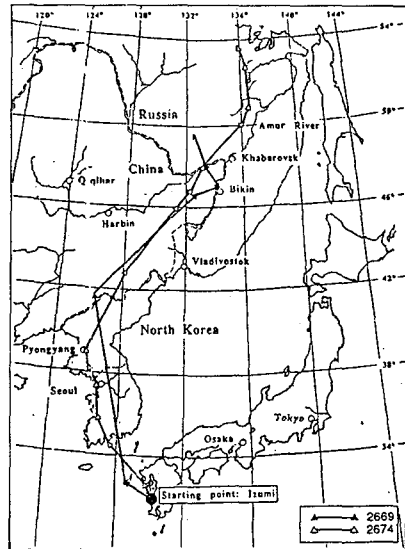 120° 124° 128° 132° 136° 140° 144°
54°
Russia
50°
Amur River
China
Khabarovsk
Qqihar
Bikin
46°
Harbin
Vladivostok
42°
North Korea
Pyongyang
38°
Seoul
Tokyo
Osaka
34°
Starting point: Izumi
2669
2674